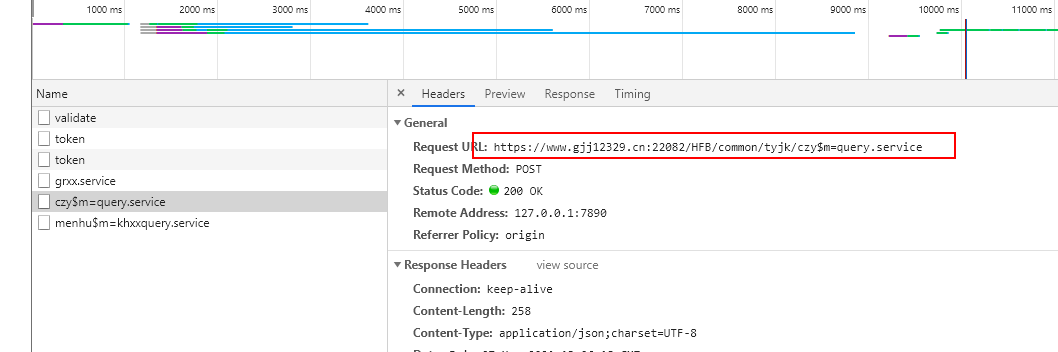 1000 ms 2000 ms 3000 ms 4000 ms 5000 ms 6000 ms 7000 ms 8000 ms 9000 ms 10000 ms 11000 ms
Name
validate
token
token
grxx.service
czy$m=query.service
menhu$m=khxxquery.service
× Headers Preview Response Timing
General
Request URL: https://www.gjj12329.cn:22082/HFB/common/tyjk/czy$m=query.service
Request Method: POST
Status Code: 200 OK
Remote Address: 127.0.0.1:7890
Referrer Policy: origin
Response Headers view source
Connection: keep-alive
Content-Length: 258
Content-Type: application/json;charset=UTF-8